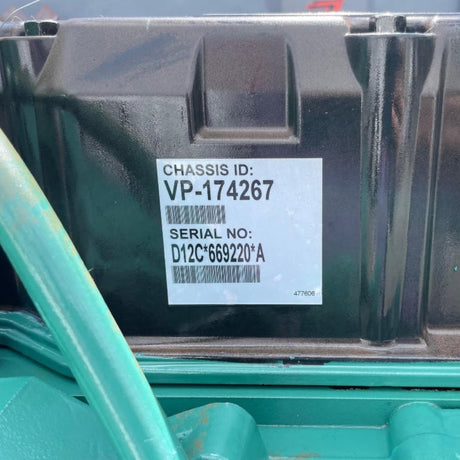 CHASSIS ID:
VP-174267
SERIAL NO:
D12C*669220*A
477606